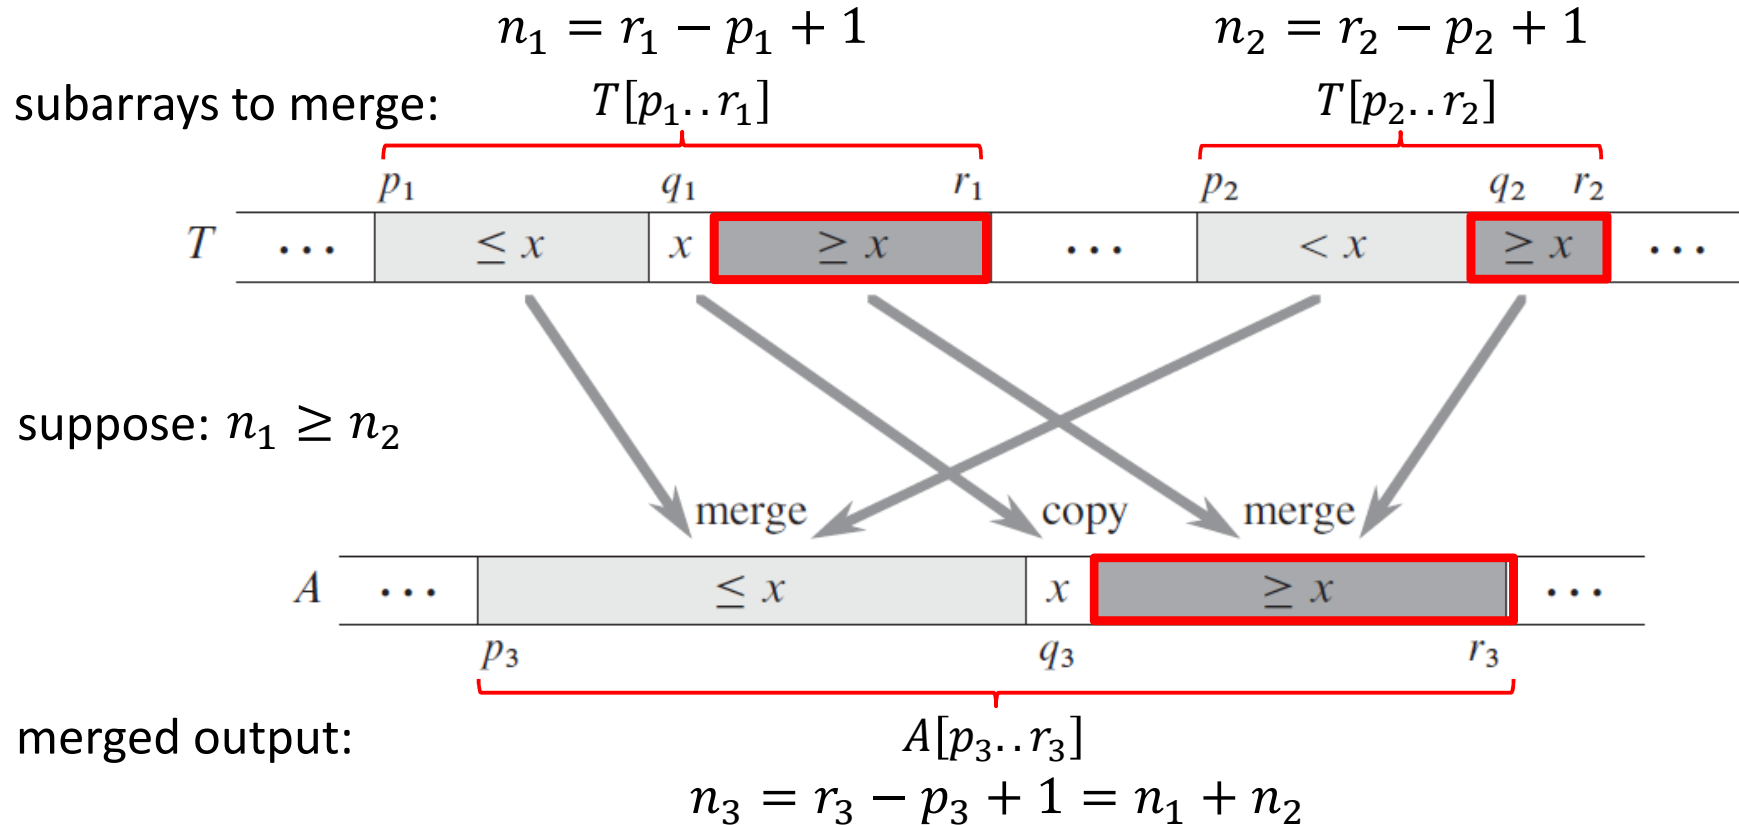 n₁ = r₁ − p₁ + 1 n₂ = r₂ − p₂ + 1
subarrays to merge: T[p₁..r₁] T[p₂..r₂]
p₁ q₁ r₁ p₂ q₂ r₂
T ··· ≤ x x ≥ x ··· < x ≥ x ···
suppose: n₁ ≥ n₂
merge copy merge
A ··· ≤ x x ≥ x ···
p₃ q₃ r₃
merged output: A[p₃..r₃]
n₃ = r₃ − p₃ + 1 = n₁ + n₂